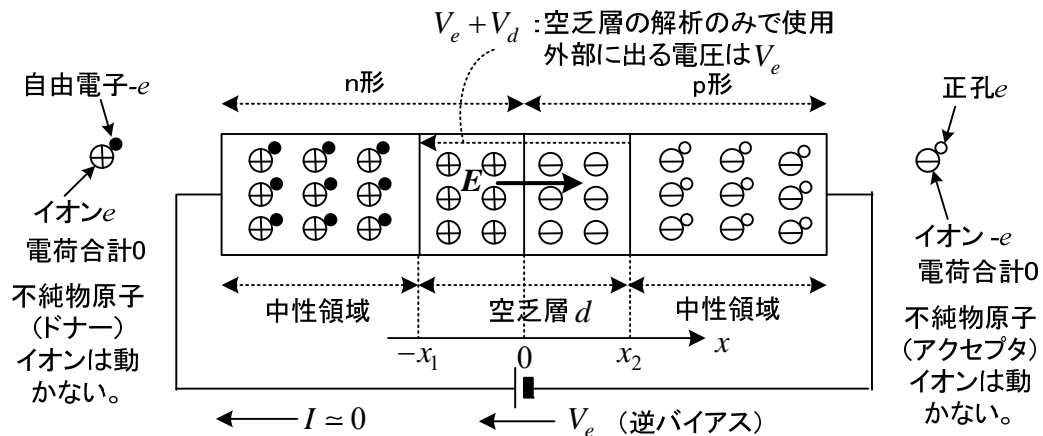 V_e + V_d : 空乏層の解析のみで使用
外部に出る電圧はV_e
自由電子-e
n形
p形
正孔e
E
イオンe
電荷合計0
不純物原子
(ドナー)
イオンは動
かない。
イオン -e
電荷合計0
不純物原子
(アクセプタ)
イオンは動
かない。
中性領域
空乏層 d
中性領域
-x_1
0
x_2
x
I ≃ 0
V_e (逆バイアス)